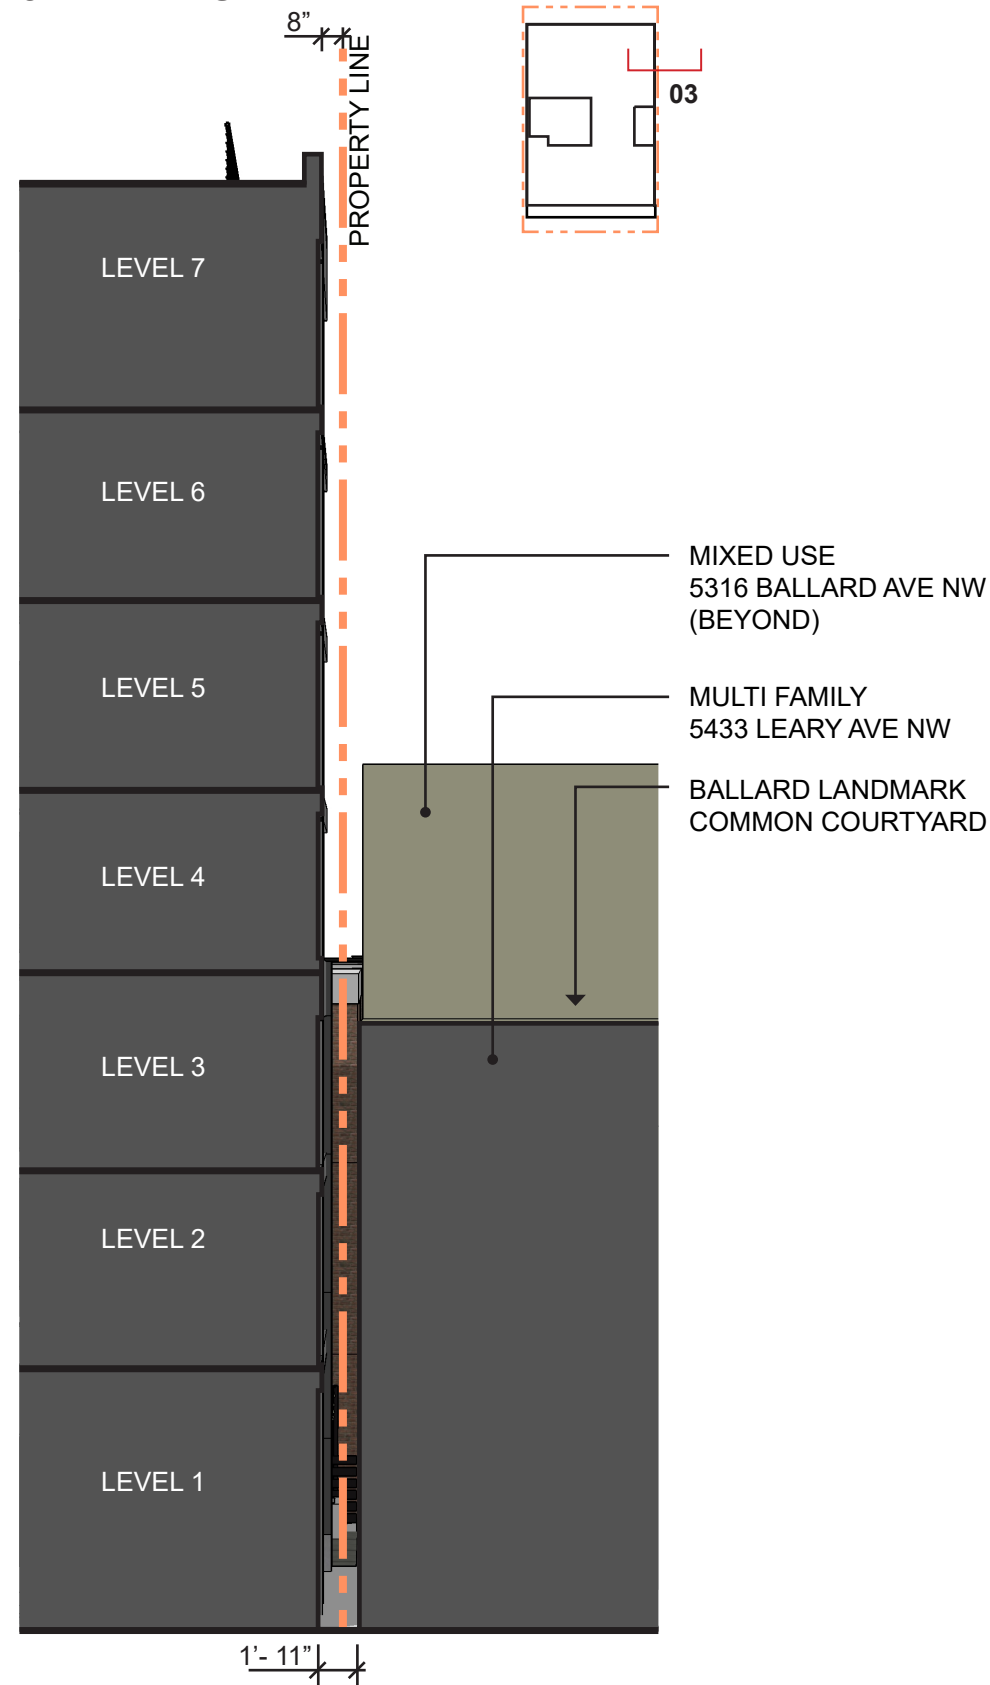 8”
PROPERTY LINE
03
LEVEL 7
LEVEL 6
MIXED USE
5316 BALLARD AVE NW
(BEYOND)
LEVEL 5
MULTI FAMILY
5433 LEARY AVE NW
BALLARD LANDMARK
COMMON COURTYARD
LEVEL 4
LEVEL 3
LEVEL 2
LEVEL 1
1’- 11”